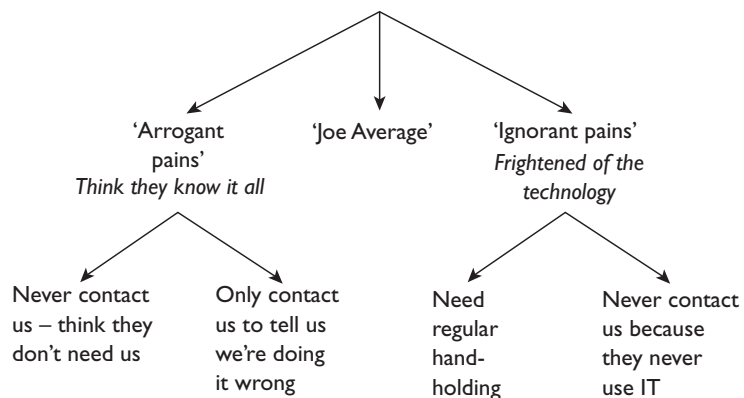 ‘Arrogant
pains’
Think they know it all
‘Joe Average’
‘Ignorant pains’
Frightened of the
technology
Never contact
us – think they
don’t need us
Only contact
us to tell us
we’re doing
it wrong
Need
regular
hand-
holding
Never contact
us because
they never
use IT